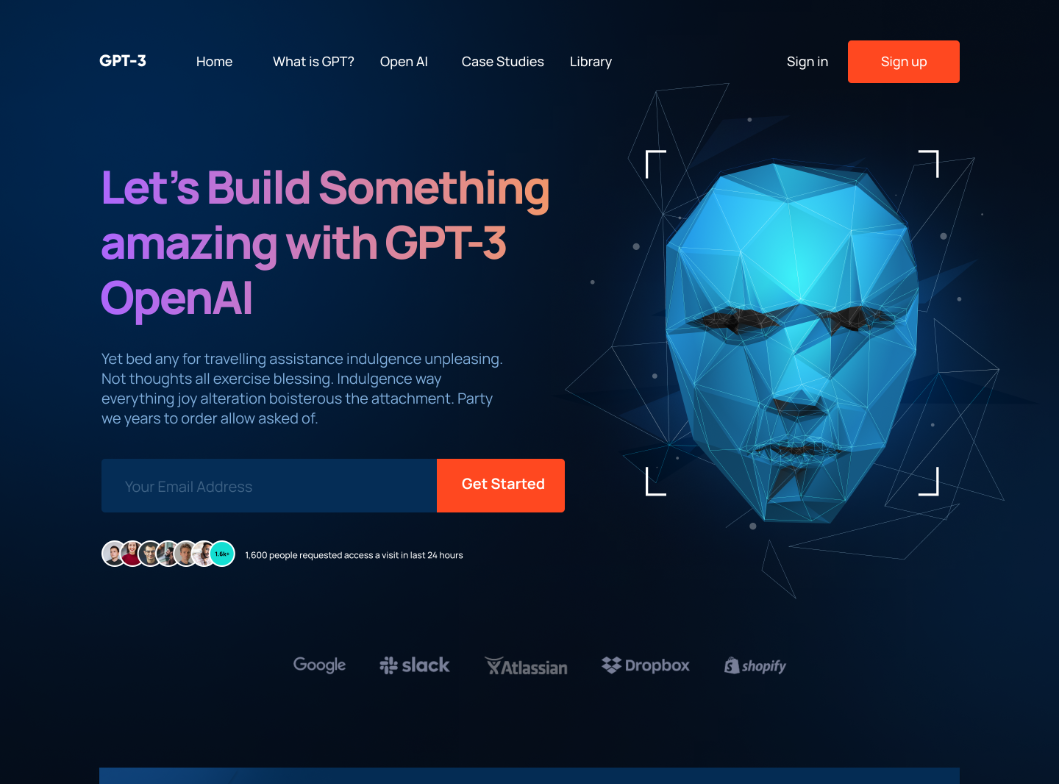 GPT-3 Home What is GPT? Open AI Case Studies Library Sign in Sign up
Let's Build Something
amazing with GPT-3
OpenAI
Yet bed any for travelling assistance indulgence unpleasing.
Not thoughts all exercise blessing. Indulgence way
everything joy alteration boisterous the attachment. Party
we years to order allow asked of.
Your Email Address Get Started
1.6k+ 1,600 people requested access a visit in last 24 hours
Google slack Atlassian Dropbox shopify